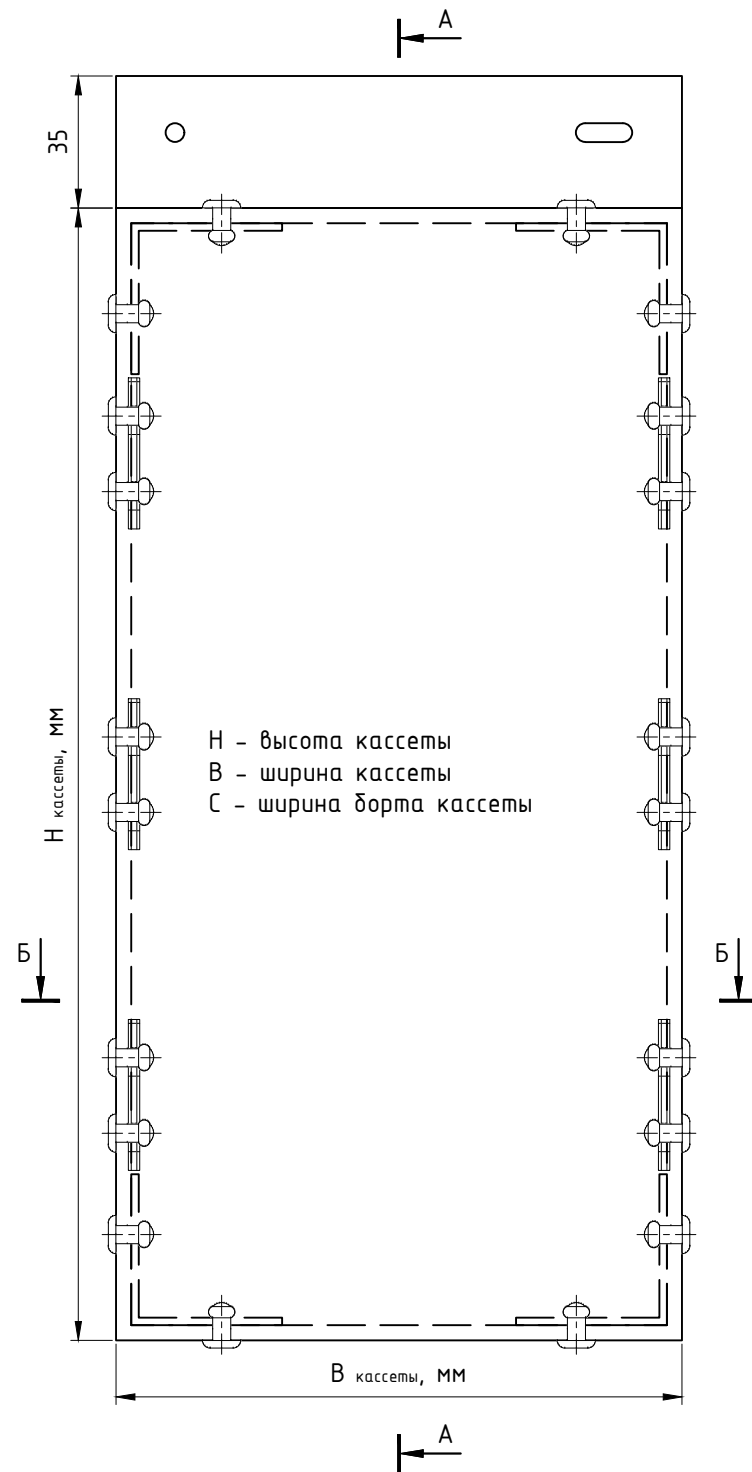 А
35
Н кассеты, мм
Н - высота кассеты
В - ширина кассеты
С - ширина борта кассеты
Б
Б
В кассеты, мм
А